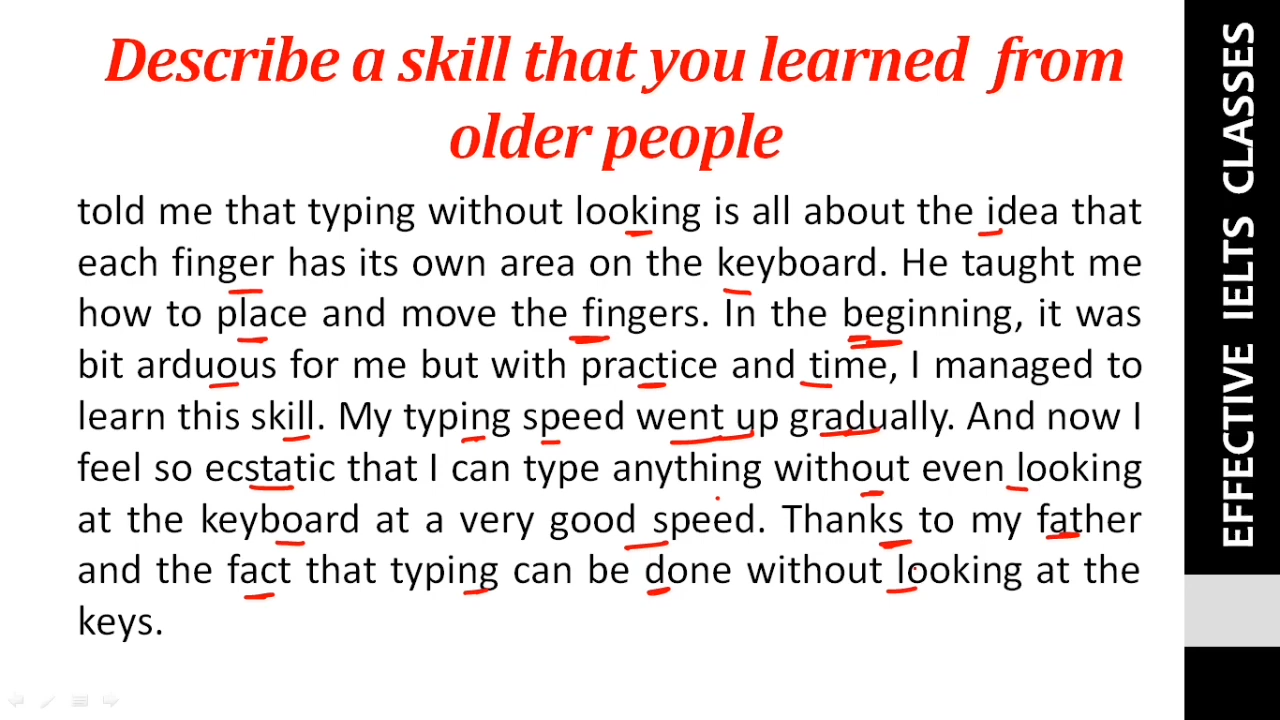 Describe a skill that you learned from
older people
told me that typing without looking is all about the idea that
each finger has its own area on the keyboard. He taught me
how to place and move the fingers. In the beginning, it was
bit arduous for me but with practice and time, I managed to
learn this skill. My typing speed went up gradually. And now I
feel so ecstatic that I can type anything without even looking
at the keyboard at a very good speed. Thanks to my father
and the fact that typing can be done without looking at the
keys.
EFFECTIVE IELTS CLASSES